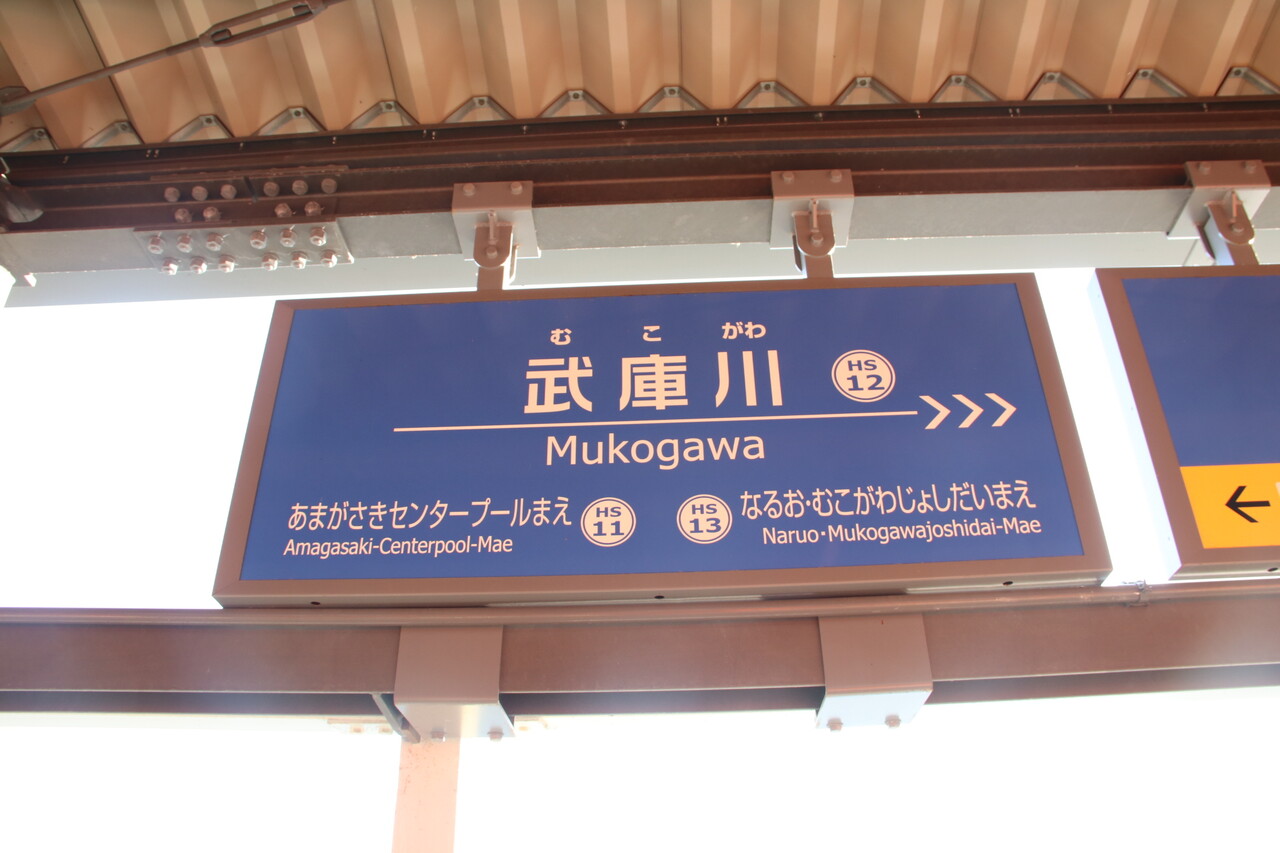 むこがわ
武庫川 HS 12
Mukogawa
あまがさきセンタープールまえ HS 11
Amagasaki-Centerpool-Mae
HS 13 なるお・むこがわじょしだいまえ
Naruo・Mukogawajoshidai-Mae